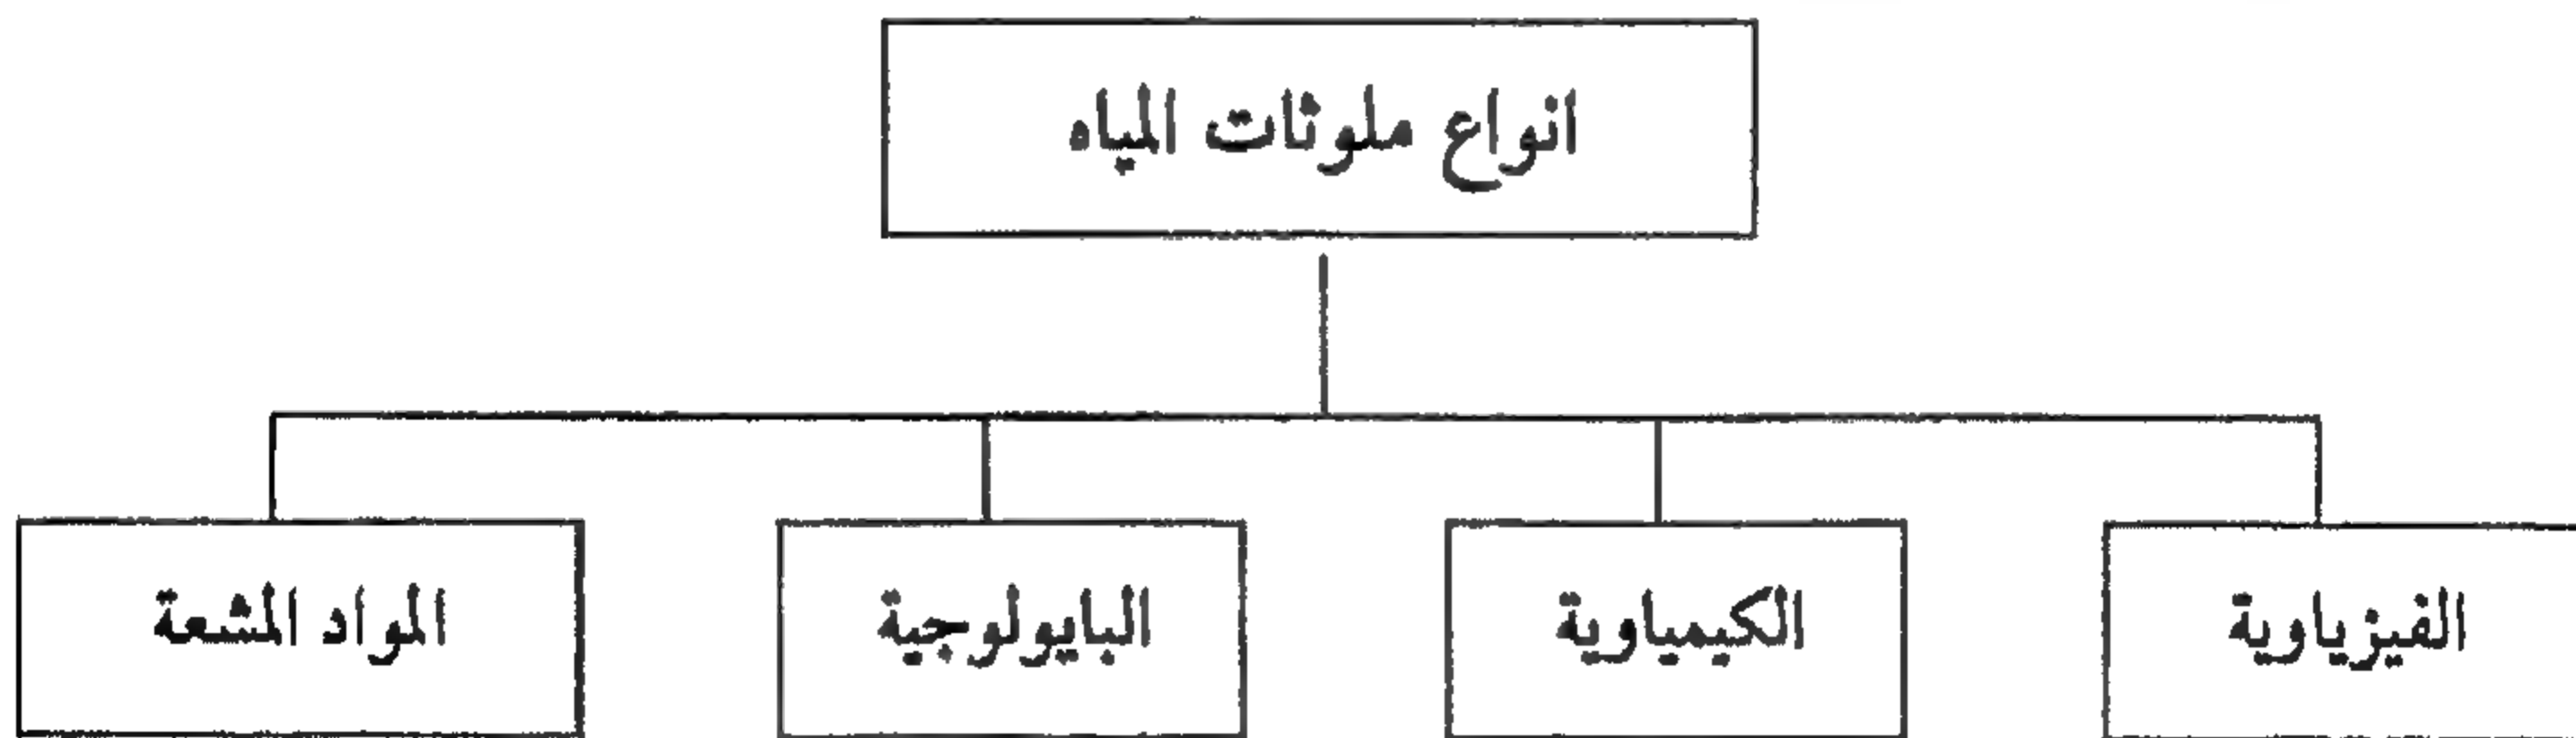 انواع ملوثات المياه
الفيزياوية
الكيمياوية
البايولوجية
المواد المشعة